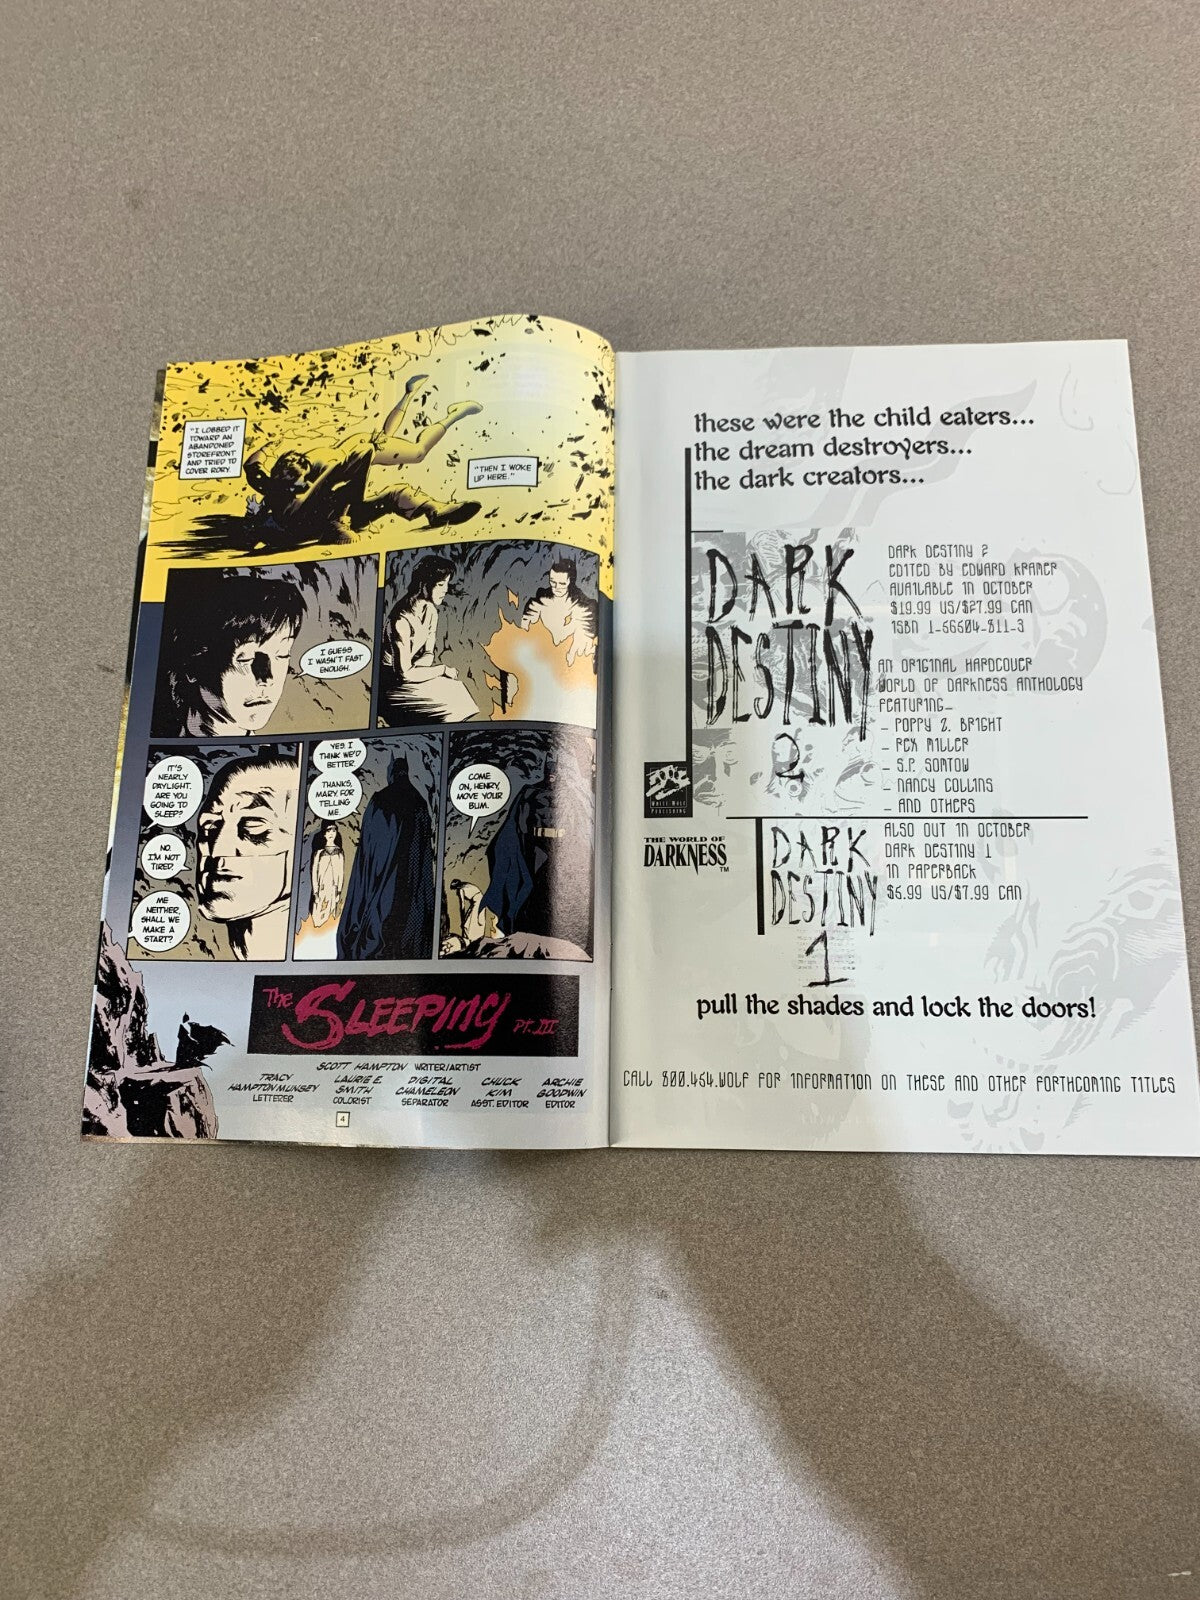 "I LOBBED IT
TOWARD AN
ABANDONED
STOREFRONT
AND TRIED TO
COVER RORY.
"THEN I WOKE
UP HERE."
I GUESS
I WASN'T FAST
ENOUGH.
IT'S
NEARLY
DAYLIGHT.
ARE YOU
GOING TO
SLEEP?
NO.
I'M NOT
TIRED.
ME
NEITHER,
SHALL WE
MAKE A
START?
YES. I
THINK WE'D
BETTER.
THANKS,
MARY, FOR
TELLING
ME.
COME
ON, HENRY,
MOVE YOUR
BUM.
The SLEEPING PT. III
SCOTT HAMPTON WRITER/ARTIST
TRACY
HAMPTON MUNSEY
LETTERER
LAURIE E.
SMITH
COLORIST
DIGITAL
CHAMELEON
SEPARATOR
CHUCK
KIM
ASST. EDITOR
ARCHIE
GOODWIN
EDITOR
4
these were the child eaters...
the dream destroyers...
the dark creators...
DARK
DESTINY
2
DARK DESTINY 2
EDITED BY EDWARD KRAMER
AVAILABLE IN OCTOBER
$19.99 US/$27.99 CAN
ISBN 1-56504-811-3
AN ORIGINAL HARDCOVER
WORLD OF DARKNESS ANTHOLOGY
FEATURING_
_ POPPY Z. BRIGHT
_ REX MILLER
_ S.P. SOMTOW
_ NANCY COLLINS
_ AND OTHERS
WHITE WOLF
PUBLISHING
THE WORLD OF
DARKNESS
TM
DARK
DESTINY
1
ALSO OUT IN OCTOBER
DARK DESTINY 1
IN PAPERBACK
$5.99 US/$7.99 CAN
pull the shades and lock the doors!
CALL 800.454.WOLF FOR INFORMATION ON THESE AND OTHER FORTHCOMING TITLES